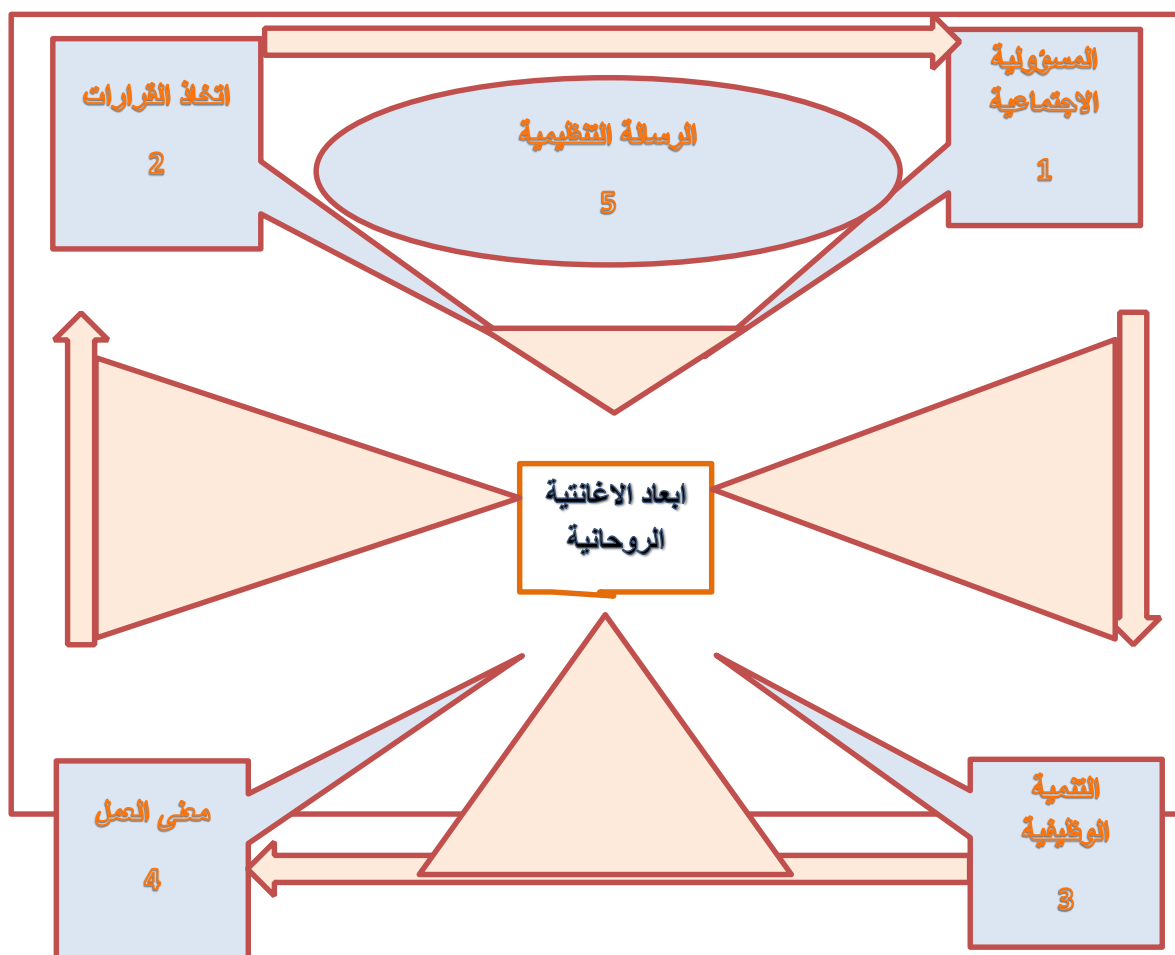 المسؤولية
الاجتماعية
1
اتخاذ القرارات
2
الرسالة التنظيمية
5
ابعاد الاغانتية
الروحانية
التنمية
الوظيفية
3
معنى العمل
4